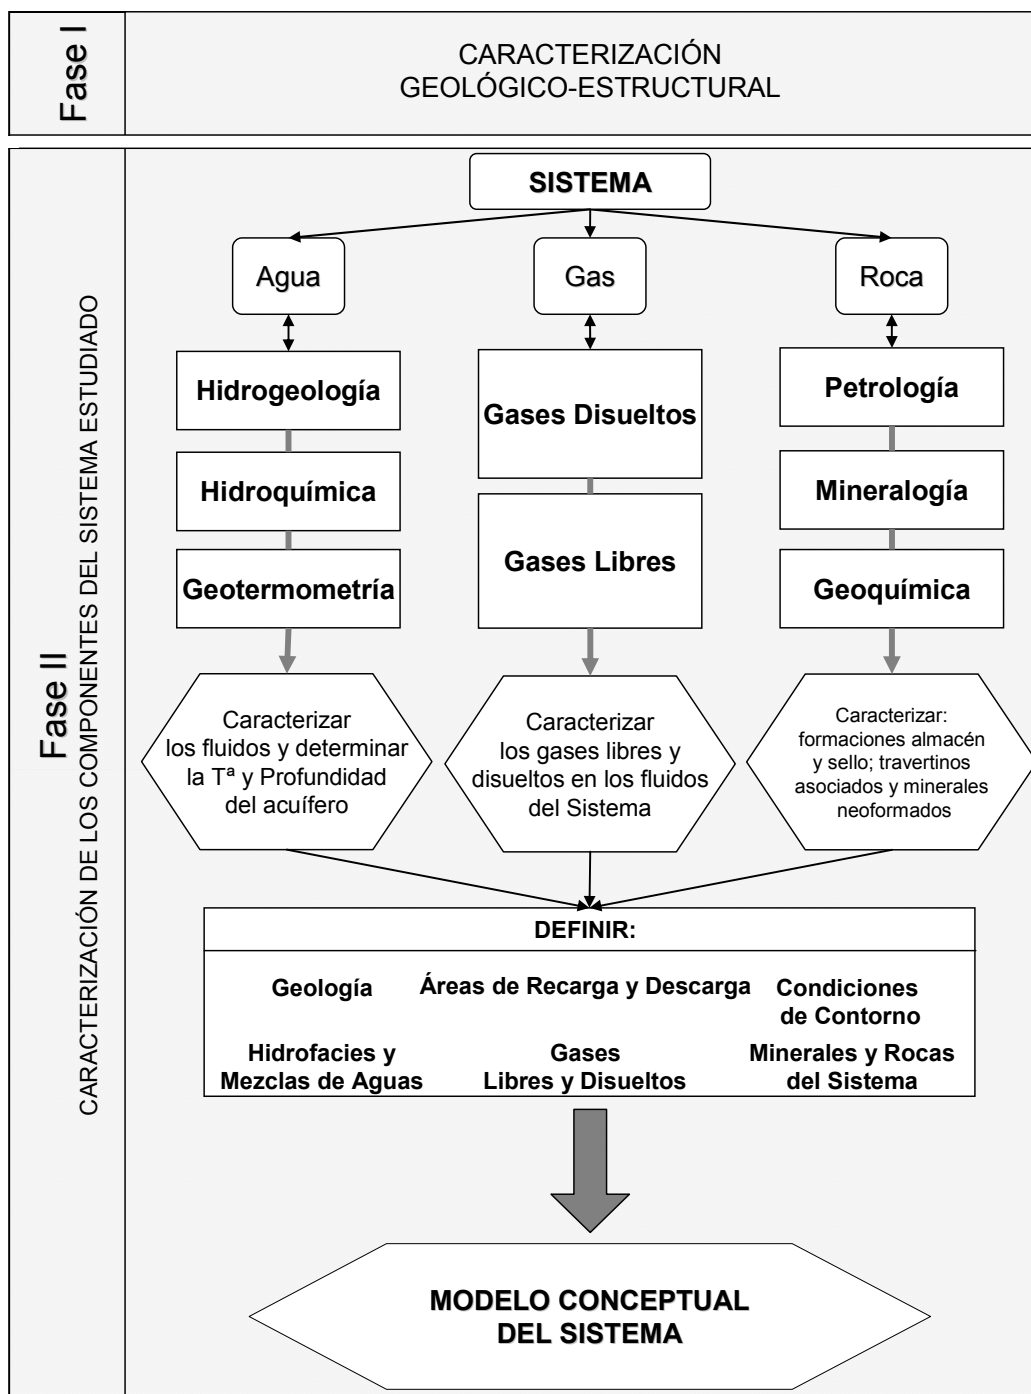 Fase I
CARACTERIZACIÓN
GEOLÓGICO-ESTRUCTURAL
Fase II
CARACTERIZACIÓN DE LOS COMPONENTES DEL SISTEMA ESTUDIADO
SISTEMA
Agua
Gas
Roca
Hidrogeología
Hidroquímica
Geotermometría
Gases Disueltos
Gases Libres
Petrología
Mineralogía
Geoquímica
Caracterizar
los fluidos y determinar
la Tª y Profundidad
del acuífero
Caracterizar
los gases libres y
disueltos en los fluidos
del Sistema
Caracterizar:
formaciones almacén
y sello; travertinos
asociados y minerales
neoformados
DEFINIR:
Geología
Áreas de Recarga y Descarga
Condiciones
de Contorno
Hidrofacies y
Mezclas de Aguas
Gases
Libres y Disueltos
Minerales y Rocas
del Sistema
MODELO CONCEPTUAL
DEL SISTEMA